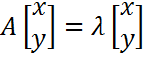 A [x y] = λ [x y]